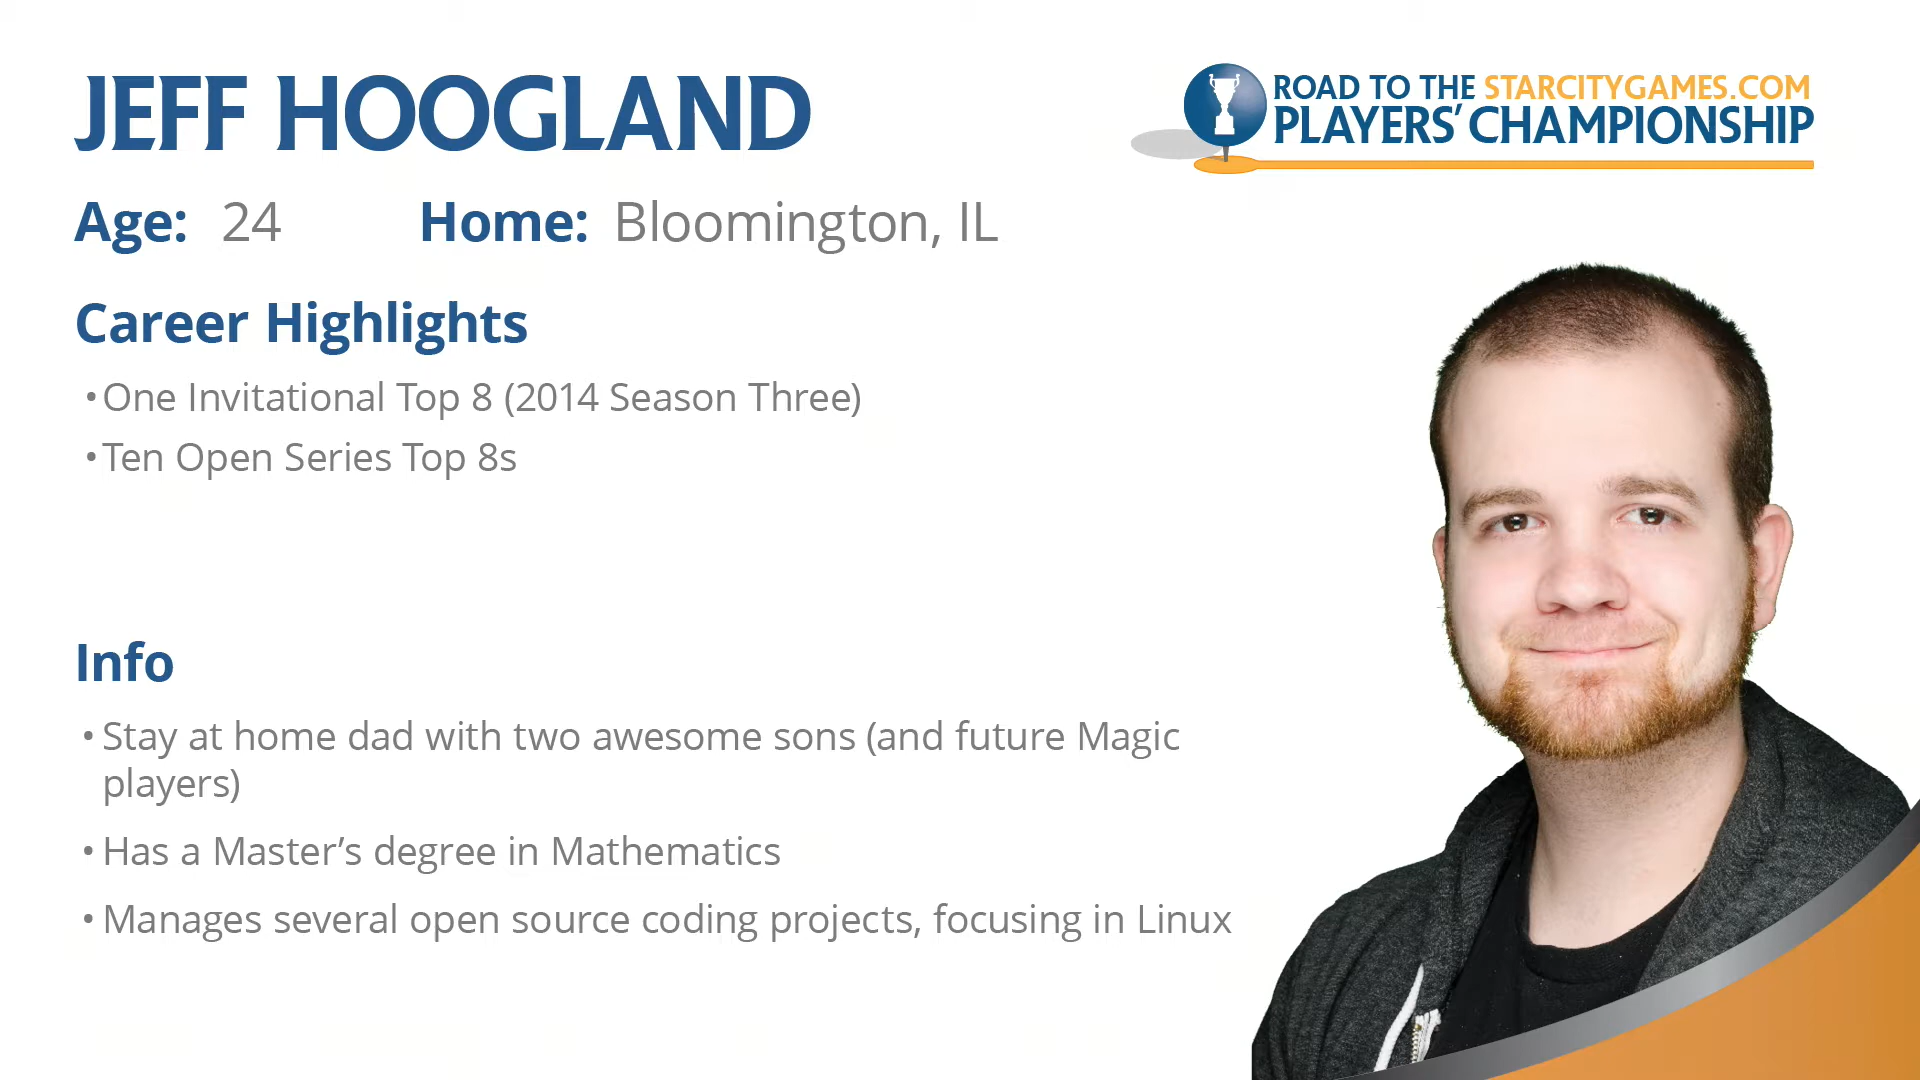 JEFF HOOGLAND
ROAD TO THE STARCITYGAMES.COM
PLAYERS' CHAMPIONSHIP
Age: 24 Home: Bloomington, IL
Career Highlights
•One Invitational Top 8 (2014 Season Three)
•Ten Open Series Top 8s
Info
•Stay at home dad with two awesome sons (and future Magic
players)
•Has a Master’s degree in Mathematics
•Manages several open source coding projects, focusing in Linux